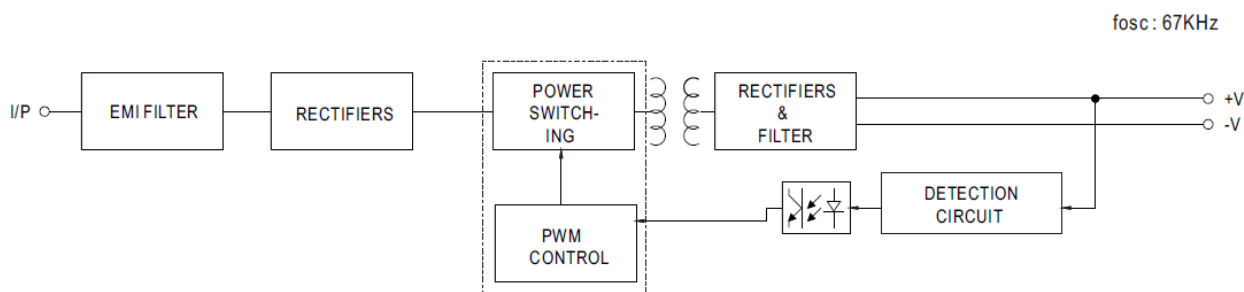 fosc : 67KHz
I/P
EMI FILTER
RECTIFIERS
POWER
SWITCH-
ING
RECTIFIERS
&
FILTER
+V
-V
PWM
CONTROL
DETECTION
CIRCUIT